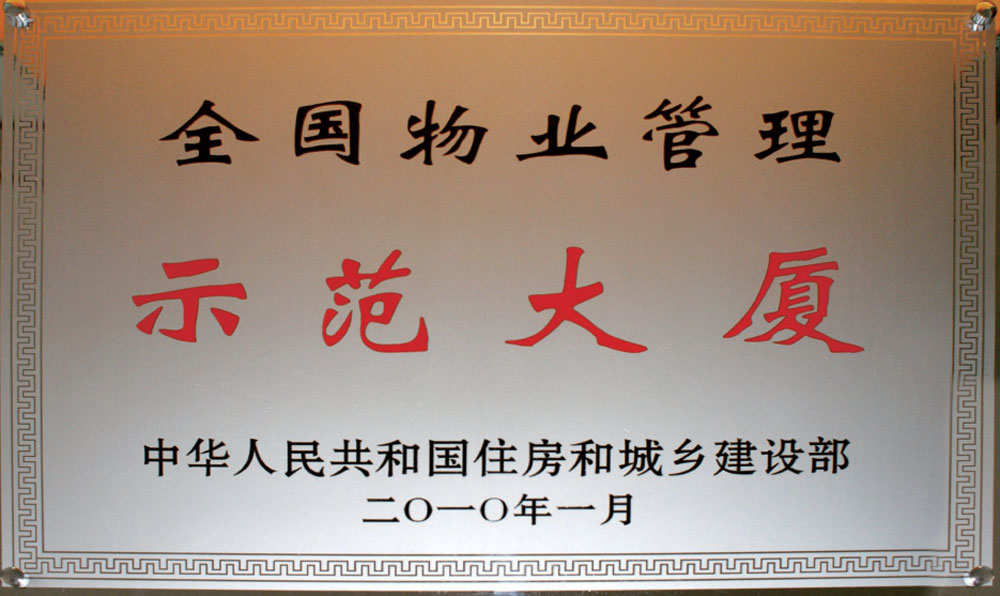 全国物业管理
示范大厦
中华人民共和国住房和城乡建设部
二〇一〇年一月